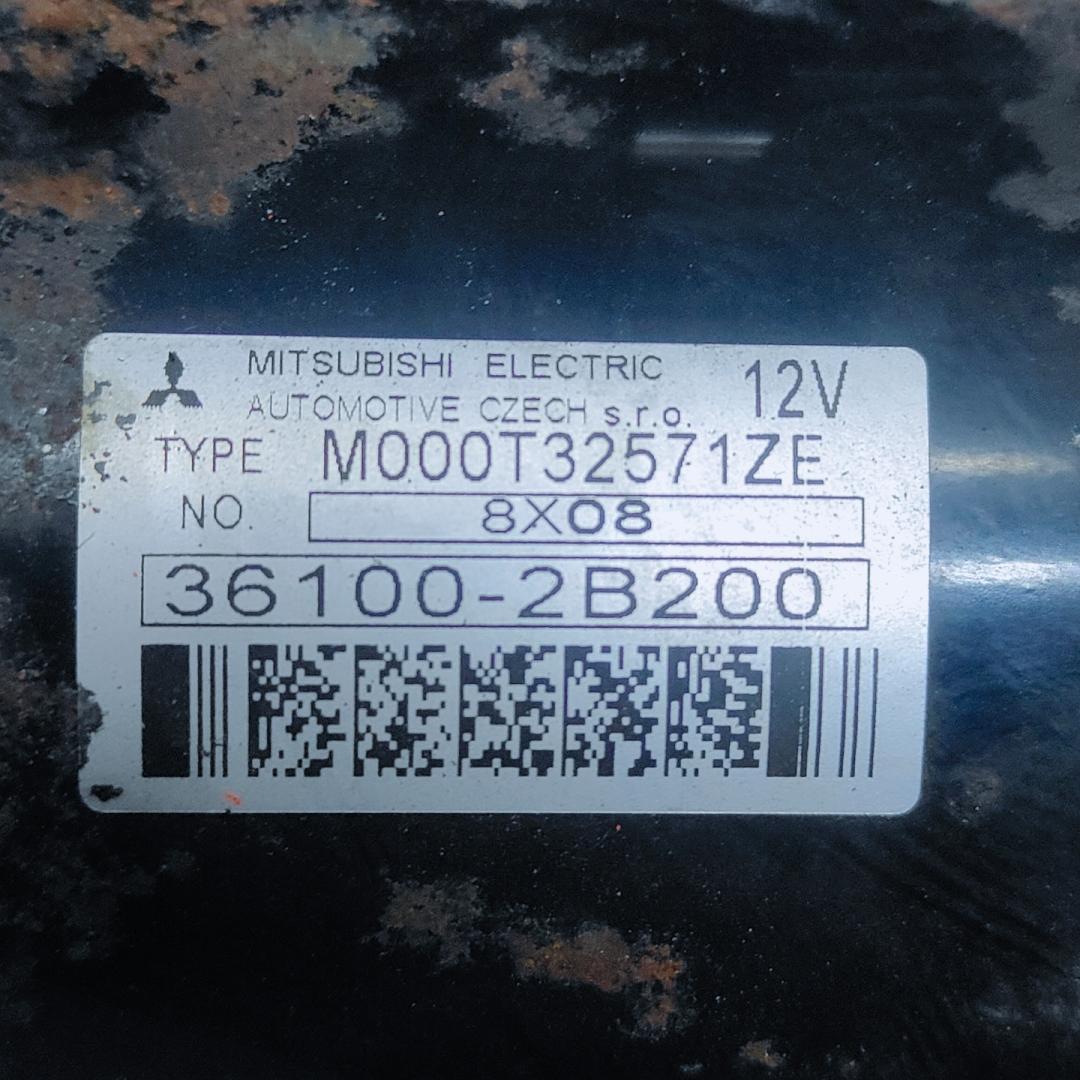 MITSUBISHI ELECTRIC 12V
AUTOMOTIVE CZECH s.r.o.
TYPE M000T32571ZE
NO. 8X08
36100-2B200